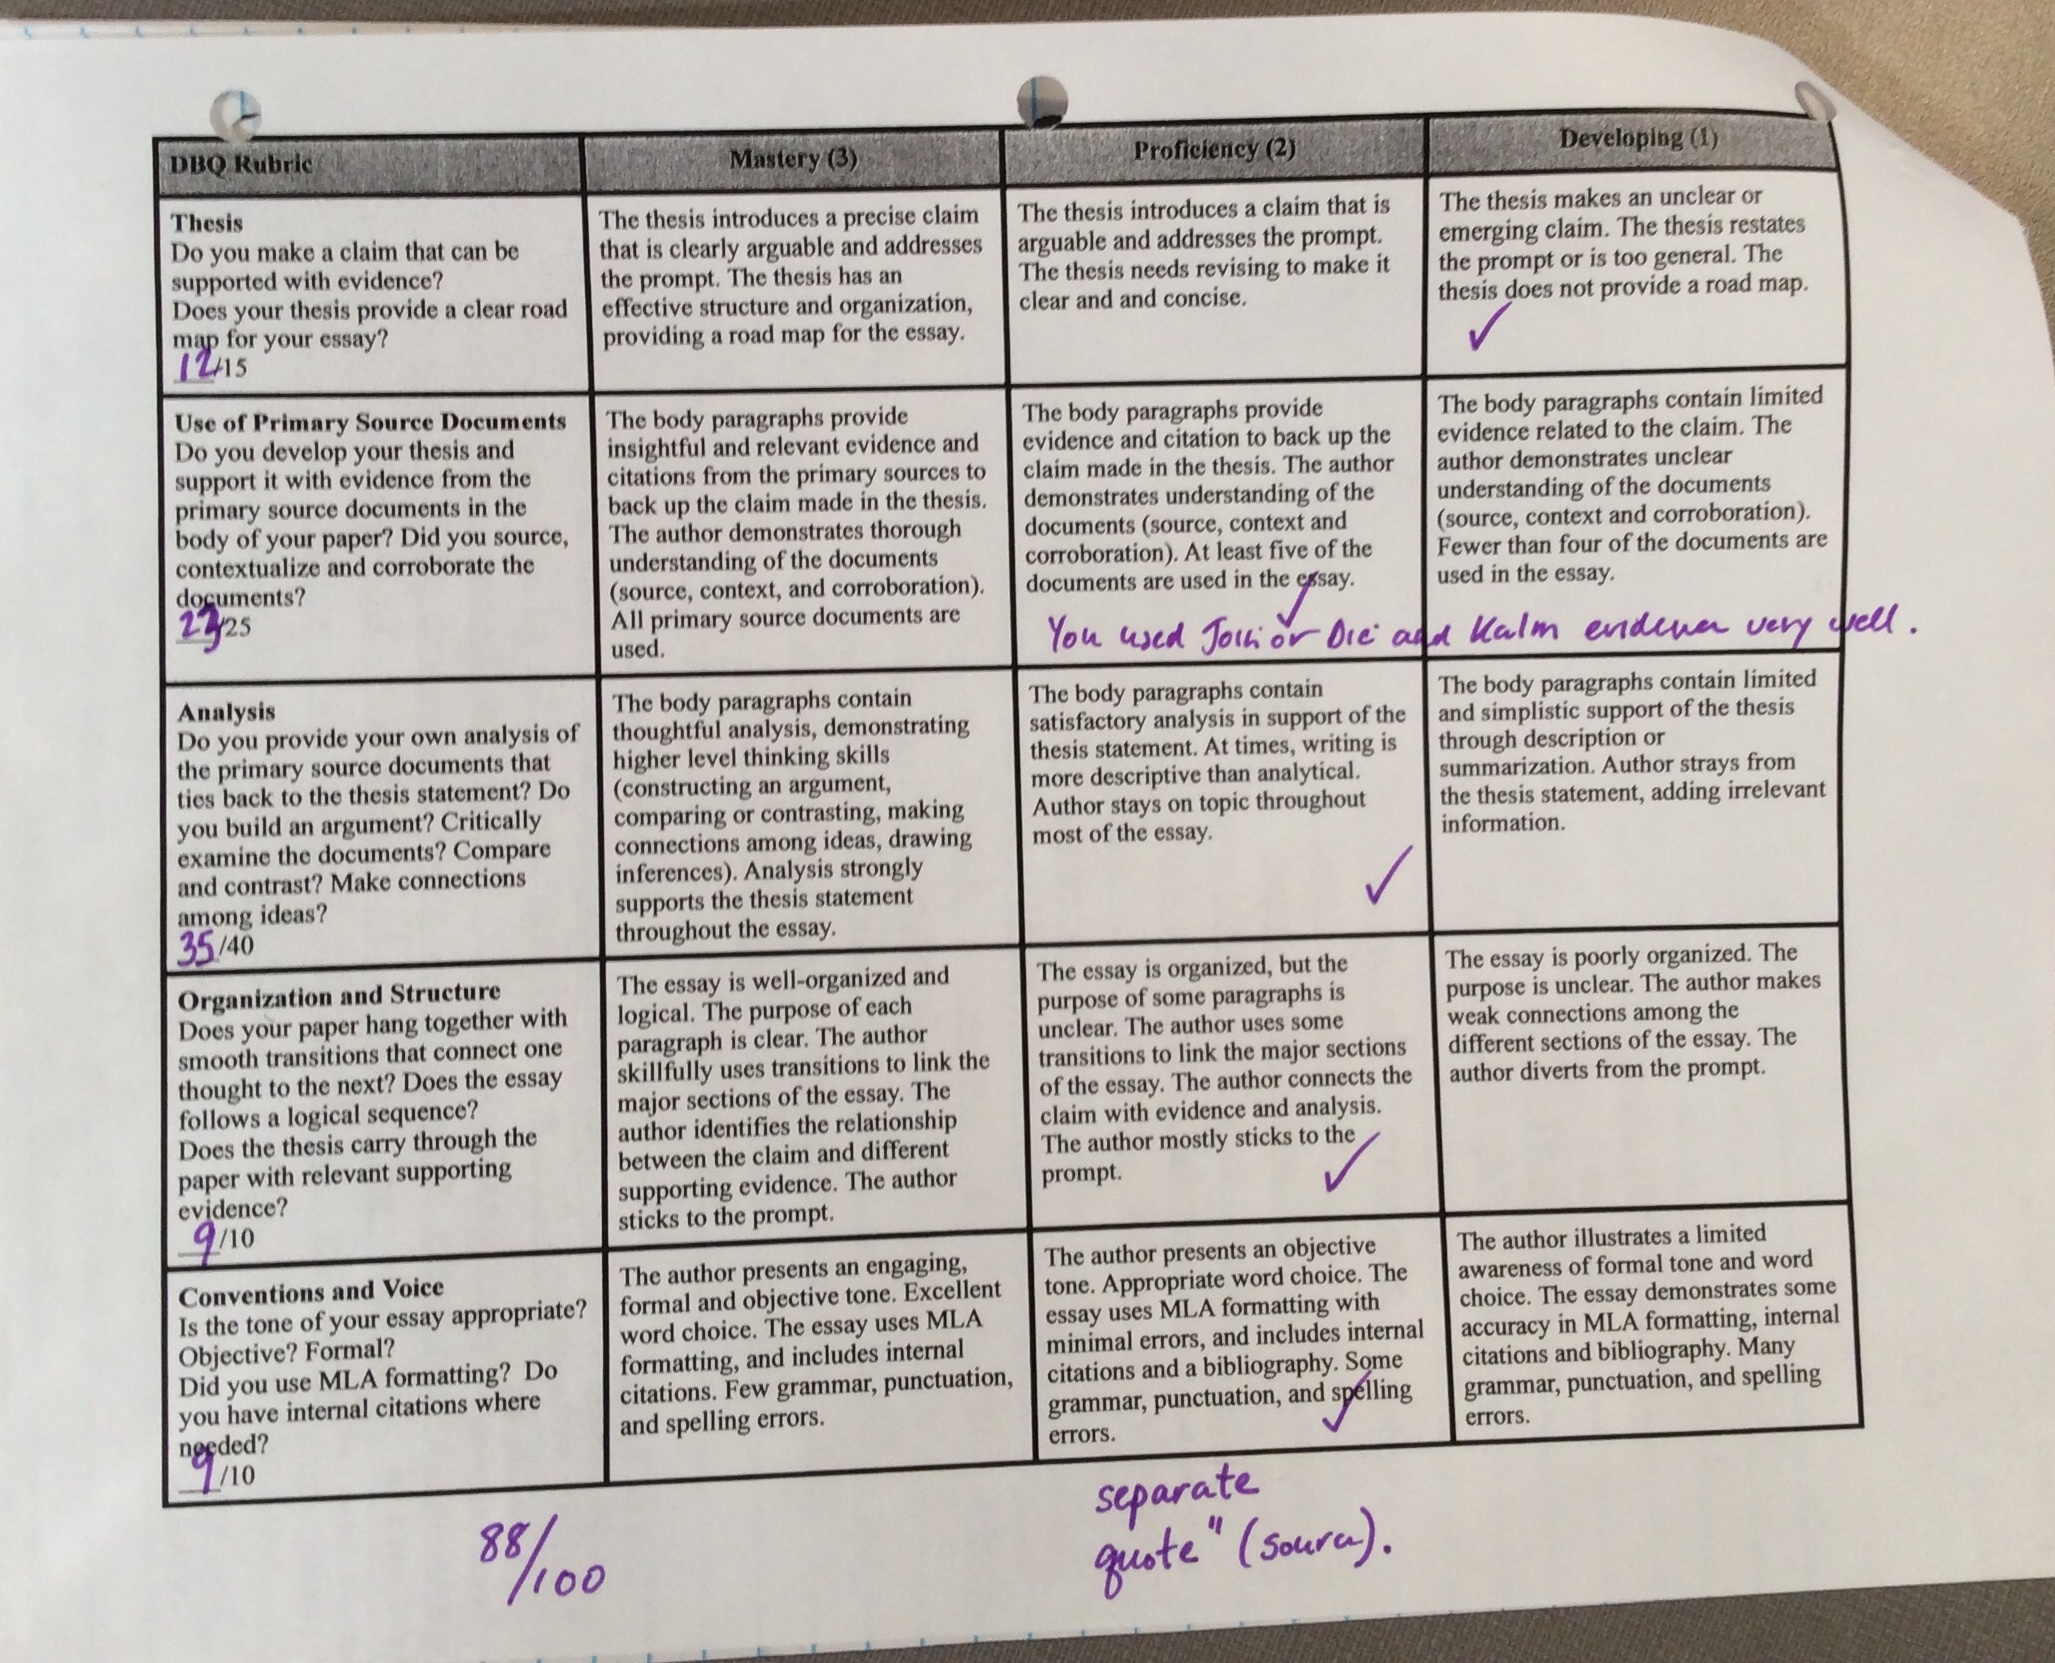 DBQ Rubric
Mastery (3)
Proficiency (2)
Developing (1)
Thesis
Do you make a claim that can be
supported with evidence?
Does your thesis provide a clear road
map for your essay?
12/15
The thesis introduces a precise claim
that is clearly arguable and addresses
the prompt. The thesis has an
effective structure and organization,
providing a road map for the essay.
The thesis introduces a claim that is
arguable and addresses the prompt.
The thesis needs revising to make it
clear and and concise.
The thesis makes an unclear or
emerging claim. The thesis restates
the prompt or is too general. The
thesis does not provide a road map.
✓
Use of Primary Source Documents
Do you develop your thesis and
support it with evidence from the
primary source documents in the
body of your paper? Did you source,
contextualize and corroborate the
documents?
23/25
The body paragraphs provide
insightful and relevant evidence and
citations from the primary sources to
back up the claim made in the thesis.
The author demonstrates thorough
understanding of the documents
(source, context, and corroboration).
All primary source documents are
used.
The body paragraphs provide
evidence and citation to back up the
claim made in the thesis. The author
demonstrates understanding of the
documents (source, context and
corroboration). At least five of the
documents are used in the essay.
✓
The body paragraphs contain limited
evidence related to the claim. The
author demonstrates unclear
understanding of the documents
(source, context and corroboration).
Fewer than four of the documents are
used in the essay.
You used Join or Die and Kalm evidence very well.
Analysis
Do you provide your own analysis of
the primary source documents that
ties back to the thesis statement? Do
you build an argument? Critically
examine the documents? Compare
and contrast? Make connections
among ideas?
35/40
The body paragraphs contain
thoughtful analysis, demonstrating
higher level thinking skills
(constructing an argument,
comparing or contrasting, making
connections among ideas, drawing
inferences). Analysis strongly
supports the thesis statement
throughout the essay.
The body paragraphs contain
satisfactory analysis in support of the
thesis statement. At times, writing is
more descriptive than analytical.
Author stays on topic throughout
most of the essay.
✓
The body paragraphs contain limited
and simplistic support of the thesis
through description or
summarization. Author strays from
the thesis statement, adding irrelevant
information.
Organization and Structure
Does your paper hang together with
smooth transitions that connect one
thought to the next? Does the essay
follows a logical sequence?
Does the thesis carry through the
paper with relevant supporting
evidence?
9/10
The essay is well-organized and
logical. The purpose of each
paragraph is clear. The author
skillfully uses transitions to link the
major sections of the essay. The
author identifies the relationship
between the claim and different
supporting evidence. The author
sticks to the prompt.
The essay is organized, but the
purpose of some paragraphs is
unclear. The author uses some
transitions to link the major sections
of the essay. The author connects the
claim with evidence and analysis.
The author mostly sticks to the
prompt.
✓
The essay is poorly organized. The
purpose is unclear. The author makes
weak connections among the
different sections of the essay. The
author diverts from the prompt.
Conventions and Voice
Is the tone of your essay appropriate?
Objective? Formal?
Did you use MLA formatting? Do
you have internal citations where
needed?
9/10
The author presents an engaging,
formal and objective tone. Excellent
word choice. The essay uses MLA
formatting, and includes internal
citations. Few grammar, punctuation,
and spelling errors.
The author presents an objective
tone. Appropriate word choice. The
essay uses MLA formatting with
minimal errors, and includes internal
citations and a bibliography. Some
grammar, punctuation, and spelling
errors.
✓
The author illustrates a limited
awareness of formal tone and word
choice. The essay demonstrates some
accuracy in MLA formatting, internal
citations and bibliography. Many
grammar, punctuation, and spelling
errors.
88/100
separate
quote" (source).